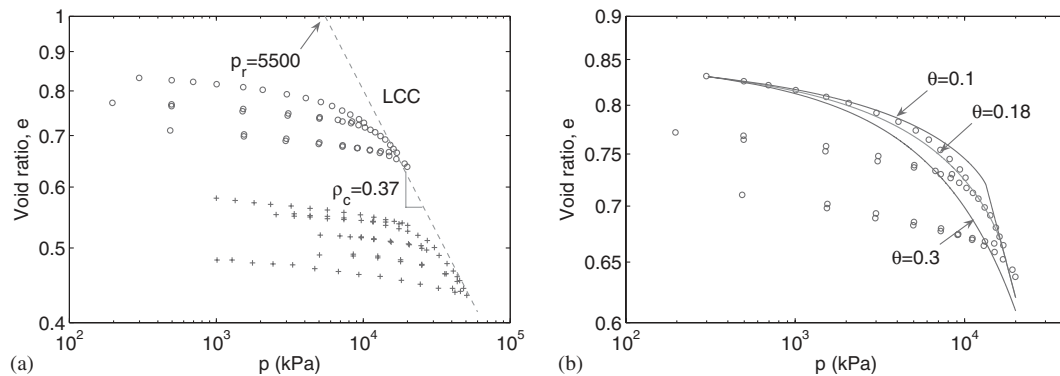 1
0.9
0.8
0.7
0.6
0.5
0.4
Void ratio, e
p_r=5500
LCC
ρ_c=0.37
10^2
10^3
10^4
10^5
p (kPa)
(a)
0.9
0.85
0.8
0.75
0.7
0.65
0.6
Void ratio, e
θ=0.1
θ=0.18
θ=0.3
10^2
10^3
10^4
p (kPa)
(b)